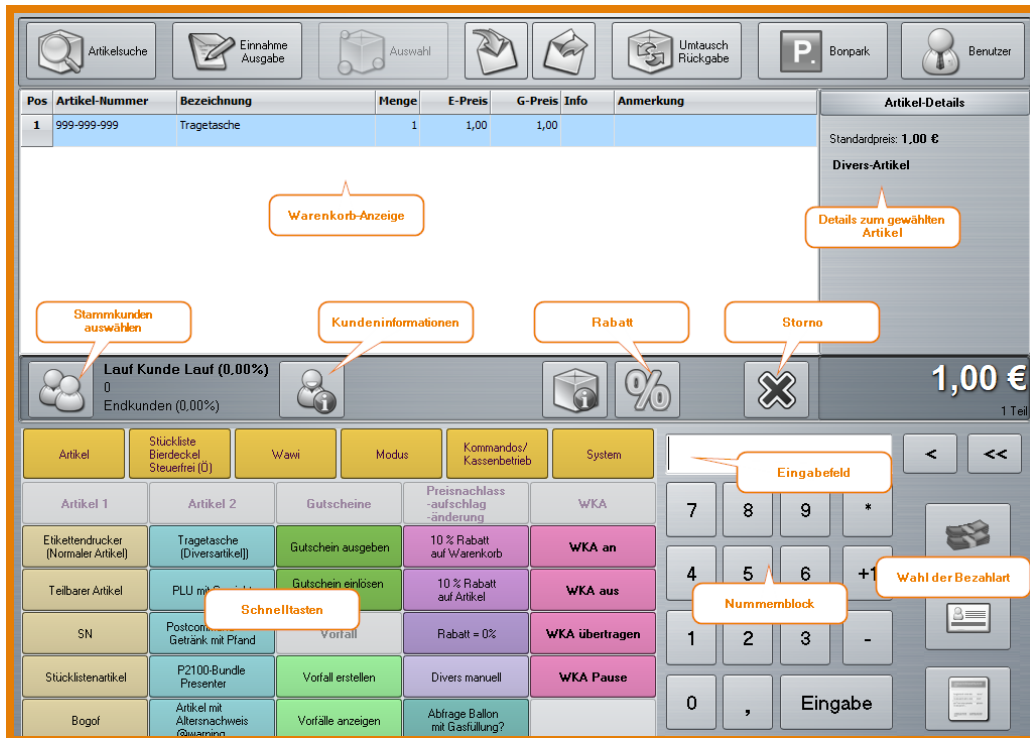 Artikelsuche
Einnahme
Ausgabe
Auswahl
Umtausch
Rückgabe
P.
Bonpark
Benutzer
Pos Artikel-Nummer Bezeichnung Menge E-Preis G-Preis Info Anmerkung
1 999-999-999 Tragetasche 1 1,00 1,00
Artikel-Details
Standardpreis: 1,00 €
Divers-Artikel
Warenkorb-Anzeige
Details zum gewählten
Artikel
Stammkunden
auswählen
Kundeninformationen
Rabatt
Storno
Lauf Kunde Lauf (0,00%)
0
Endkunden (0,00%)
%
1,00 €
1 Teil
Artikel
Stückliste
Bierdeckel
Steuerfrei (Ö)
Wawi
Modus
Kommandos/
Kassenbetrieb
System
Artikel 1
Artikel 2
Gutscheine
Preisnachlass
-aufschlag
-änderung
WKA
Etikettendrucker
(Normaler Artikel)
Tragetasche
(Diversartikel])
Gutschein ausgeben
10 % Rabatt
auf Warenkorb
WKA an
Teilbarer Artikel
PLU mit
Gutschein einlösen
10 % Rabatt
auf Artikel
WKA aus
Schnelltasten
SN
Getränk mit Pfand
Vorfall
Rabatt = 0%
WKA übertragen
Stücklistenartikel
P2100-Bundle
Presenter
Vorfall erstellen
Divers manuell
WKA Pause
Bogof
Artikel mit
Altersnachweis
@warning
Vorfälle anzeigen
Abfrage Ballon
mit Gasfüllung?
Eingabefeld
< <<
7 8 9 *
4 5 6 +1
Nummernblock
Wahl der Bezahlart
1 2 3 -
0 , Eingabe